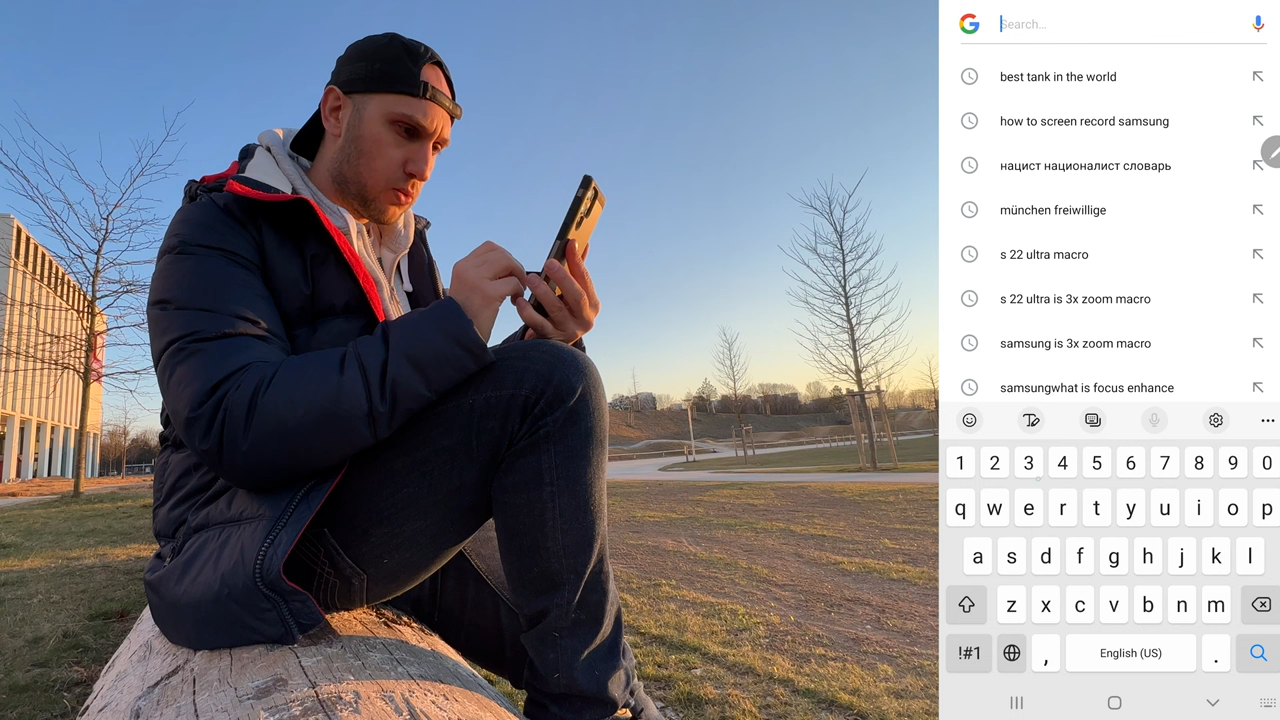 Search...
best tank in the world
how to screen record samsung
нацист националист словарь
münchen freiwillige
s 22 ultra macro
s 22 ultra is 3x zoom macro
samsung is 3x zoom macro
samsungwhat is focus enhance
1 2 3 4 5 6 7 8 9 0
q w e r t y u i o p
a s d f g h j k l
z x c v b n m
!#1 , English (US) .